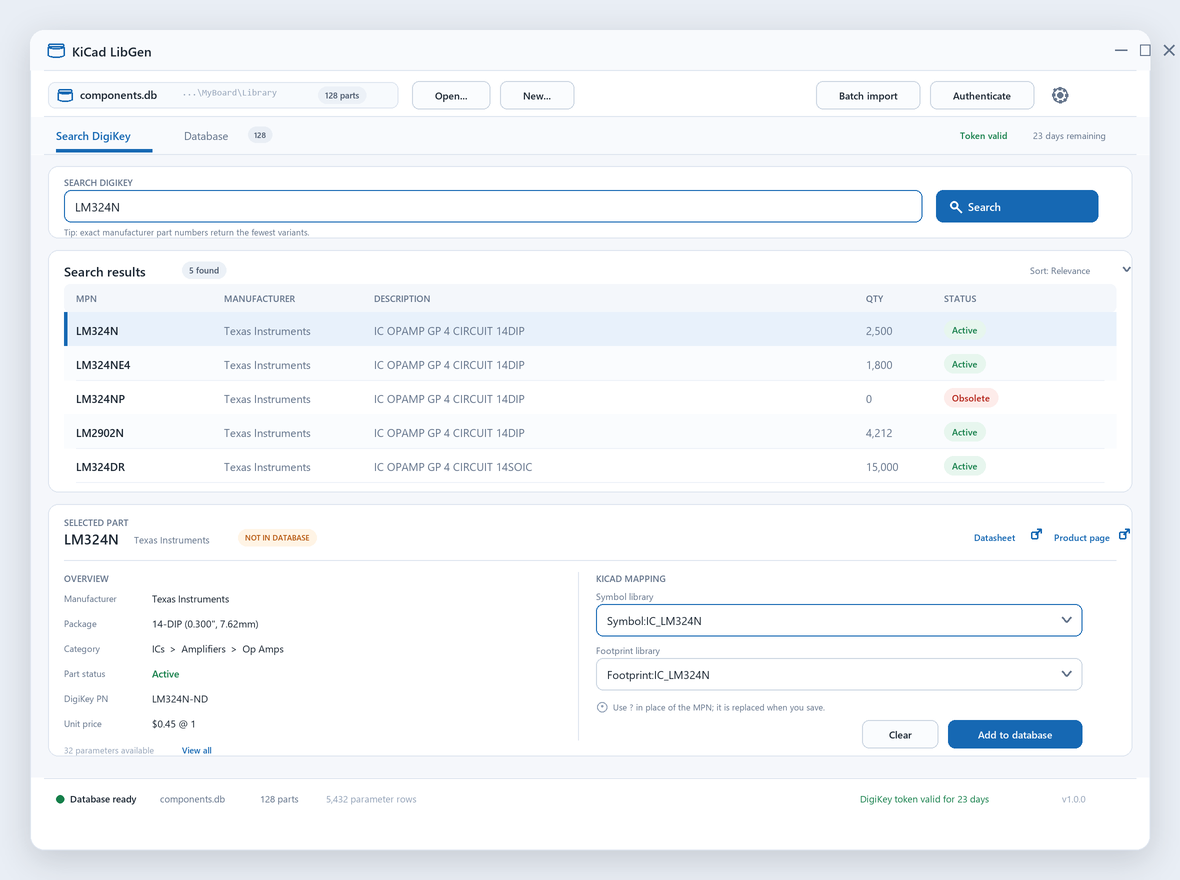 KiCad LibGen
components.db ...\MyBoard\Library 128 parts Open... New... Batch import Authenticate
Search DigiKey Database 128 Token valid 23 days remaining
SEARCH DIGIKEY
LM324N Search
Tip: exact manufacturer part numbers return the fewest variants.
Search results 5 found Sort: Relevance
MPN MANUFACTURER DESCRIPTION QTY STATUS
LM324N Texas Instruments IC OPAMP GP 4 CIRCUIT 14DIP 2,500 Active
LM324NE4 Texas Instruments IC OPAMP GP 4 CIRCUIT 14DIP 1,800 Active
LM324NP Texas Instruments IC OPAMP GP 4 CIRCUIT 14DIP 0 Obsolete
LM2902N Texas Instruments IC OPAMP GP 4 CIRCUIT 14DIP 4,212 Active
LM324DR Texas Instruments IC OPAMP GP 4 CIRCUIT 14SOIC 15,000 Active
SELECTED PART
LM324N Texas Instruments NOT IN DATABASE Datasheet Product page
OVERVIEW
Manufacturer Texas Instruments
Package 14-DIP (0.300", 7.62mm)
Category ICs > Amplifiers > Op Amps
Part status Active
DigiKey PN LM324N-ND
Unit price $0.45 @ 1
32 parameters available View all
KICAD MAPPING
Symbol library
Symbol:IC_LM324N
Footprint library
Footprint:IC_LM324N
Use ? in place of the MPN; it is replaced when you save.
Clear Add to database
Database ready components.db 128 parts 5,432 parameter rows DigiKey token valid for 23 days v1.0.0